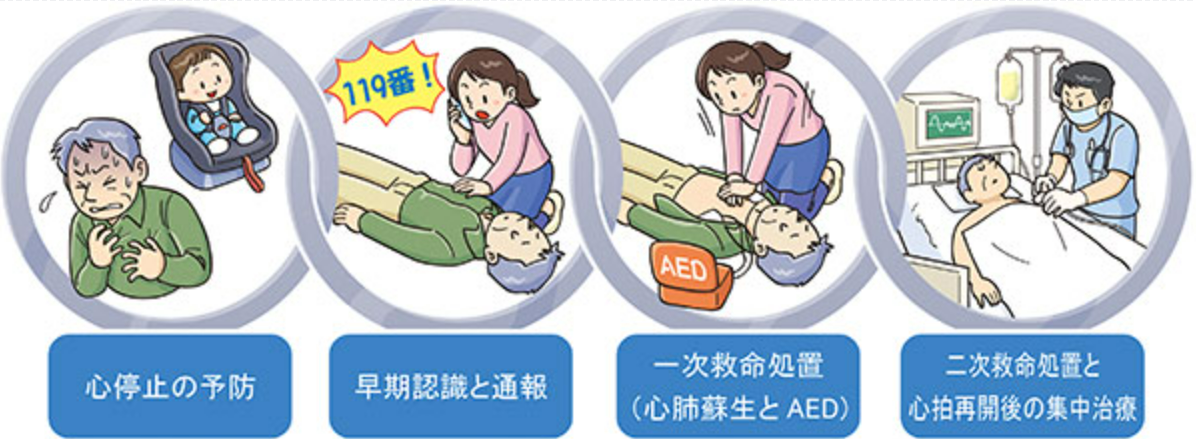 119番!
AED
心停止の予防
早期認識と通報
一次救命処置
(心肺蘇生とAED)
二次救命処置と
心拍再開後の集中治療